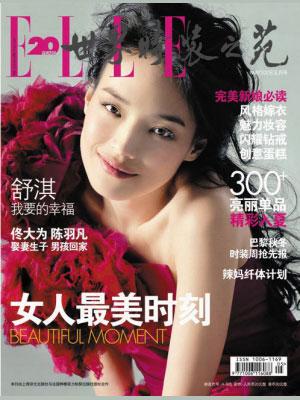 ELLE
20
世界时装之苑
完美新娘必读
风格嫁衣
魅力妆容
闪耀钻戒
创意蛋糕
300+
亮丽单品
精彩入夏
巴黎秋冬
时装周抢先报
辣妈纤体计划
舒淇
我要的幸福
佟大为 陈羽凡
娶妻生子 男孩回家
女人最美时刻
BEAUTIFUL MOMENT
ISSN 1006-1169